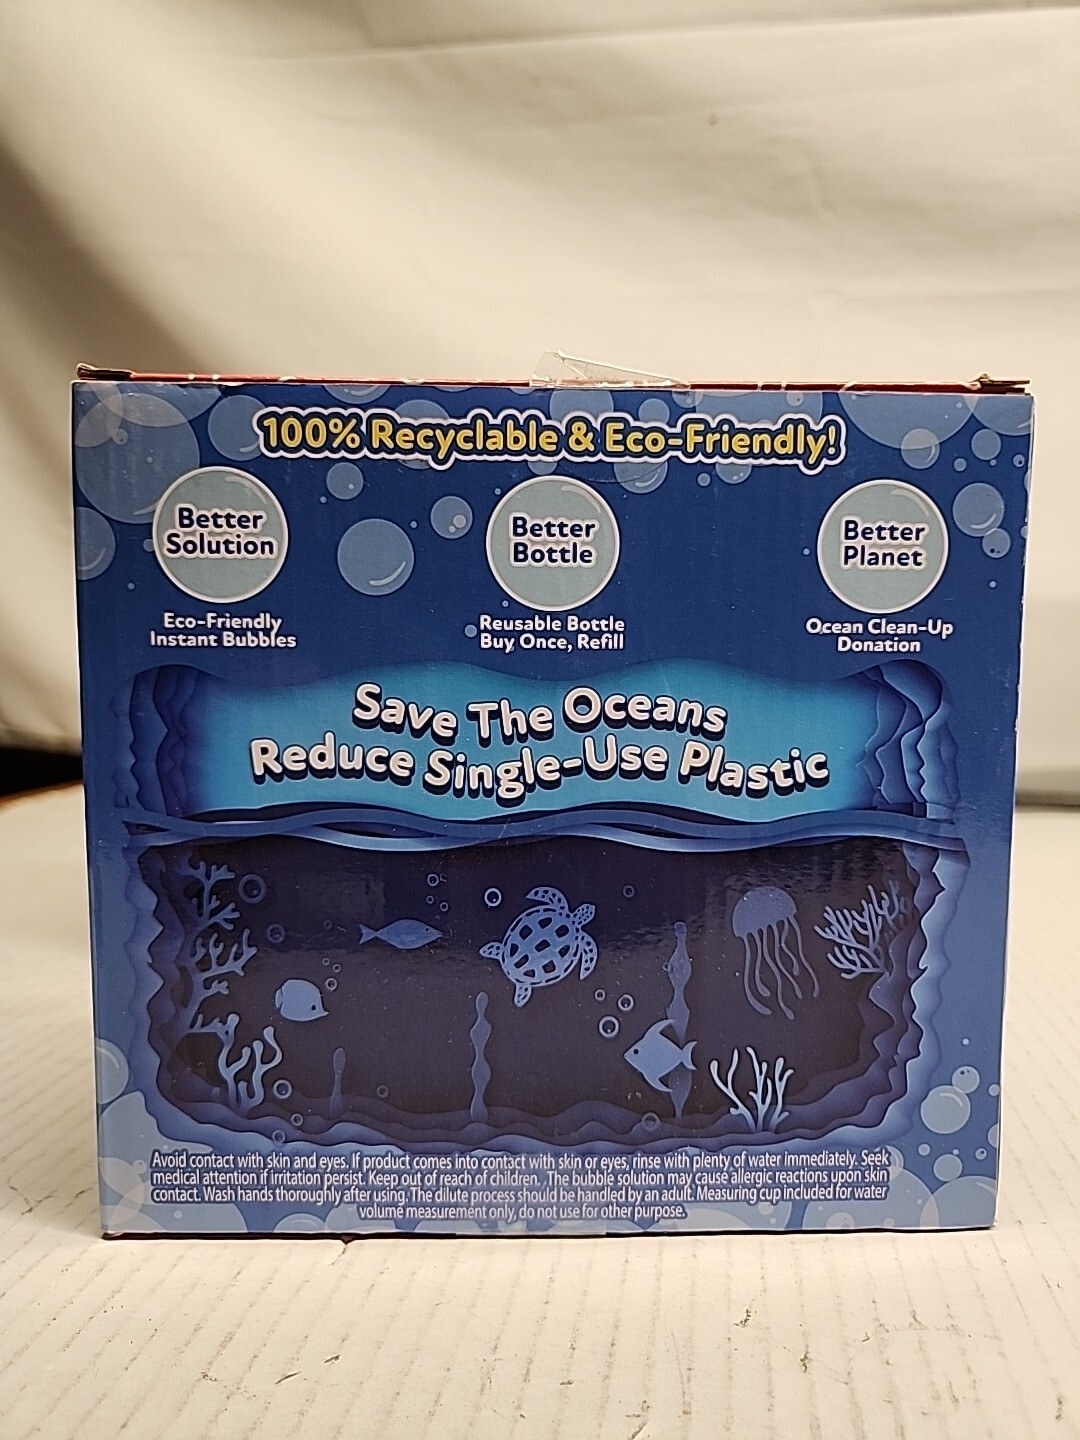 100% Recyclable & Eco-Friendly!
Better
Solution
Eco-Friendly
Instant Bubbles
Better
Bottle
Reusable Bottle
Buy Once, Refill
Better
Planet
Ocean Clean-Up
Donation
Save The Oceans
Reduce Single-Use Plastic
Avoid contact with skin and eyes. If product comes into contact with skin or eyes, rinse with plenty of water immediately. Seek
medical attention if irritation persist. Keep out of reach of children. The bubble solution may cause allergic reactions upon skin
contact. Wash hands thoroughly after using. The dilute process should be handled by an adult. Measuring cup included for water
volume measurement only, do not use for other purpose.